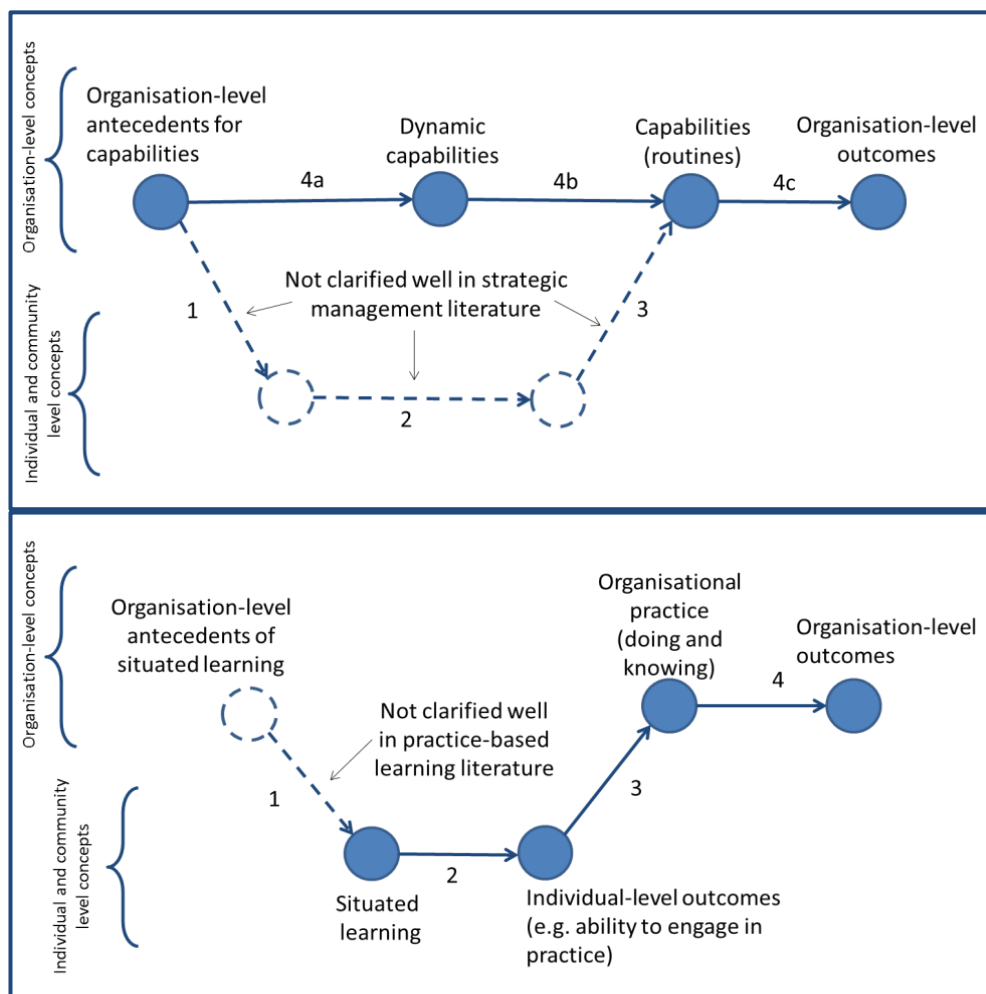 Organisation-level concepts
Organisation-level
antecedents for
capabilities
Dynamic
capabilities
Capabilities
(routines)
Organisation-level
outcomes
4a
4b
4c
Not clarified well in strategic
management literature
1
3
2
Individual and community
level concepts
Organisation-level concepts
Organisation-level
antecedents of
situated learning
Organisational
practice
(doing and
knowing)
Organisation-level
outcomes
4
Not clarified well
in practice-based
learning literature
1
3
2
Individual and community
level concepts
Situated
learning
Individual-level outcomes
(e.g. ability to engage in
practice)